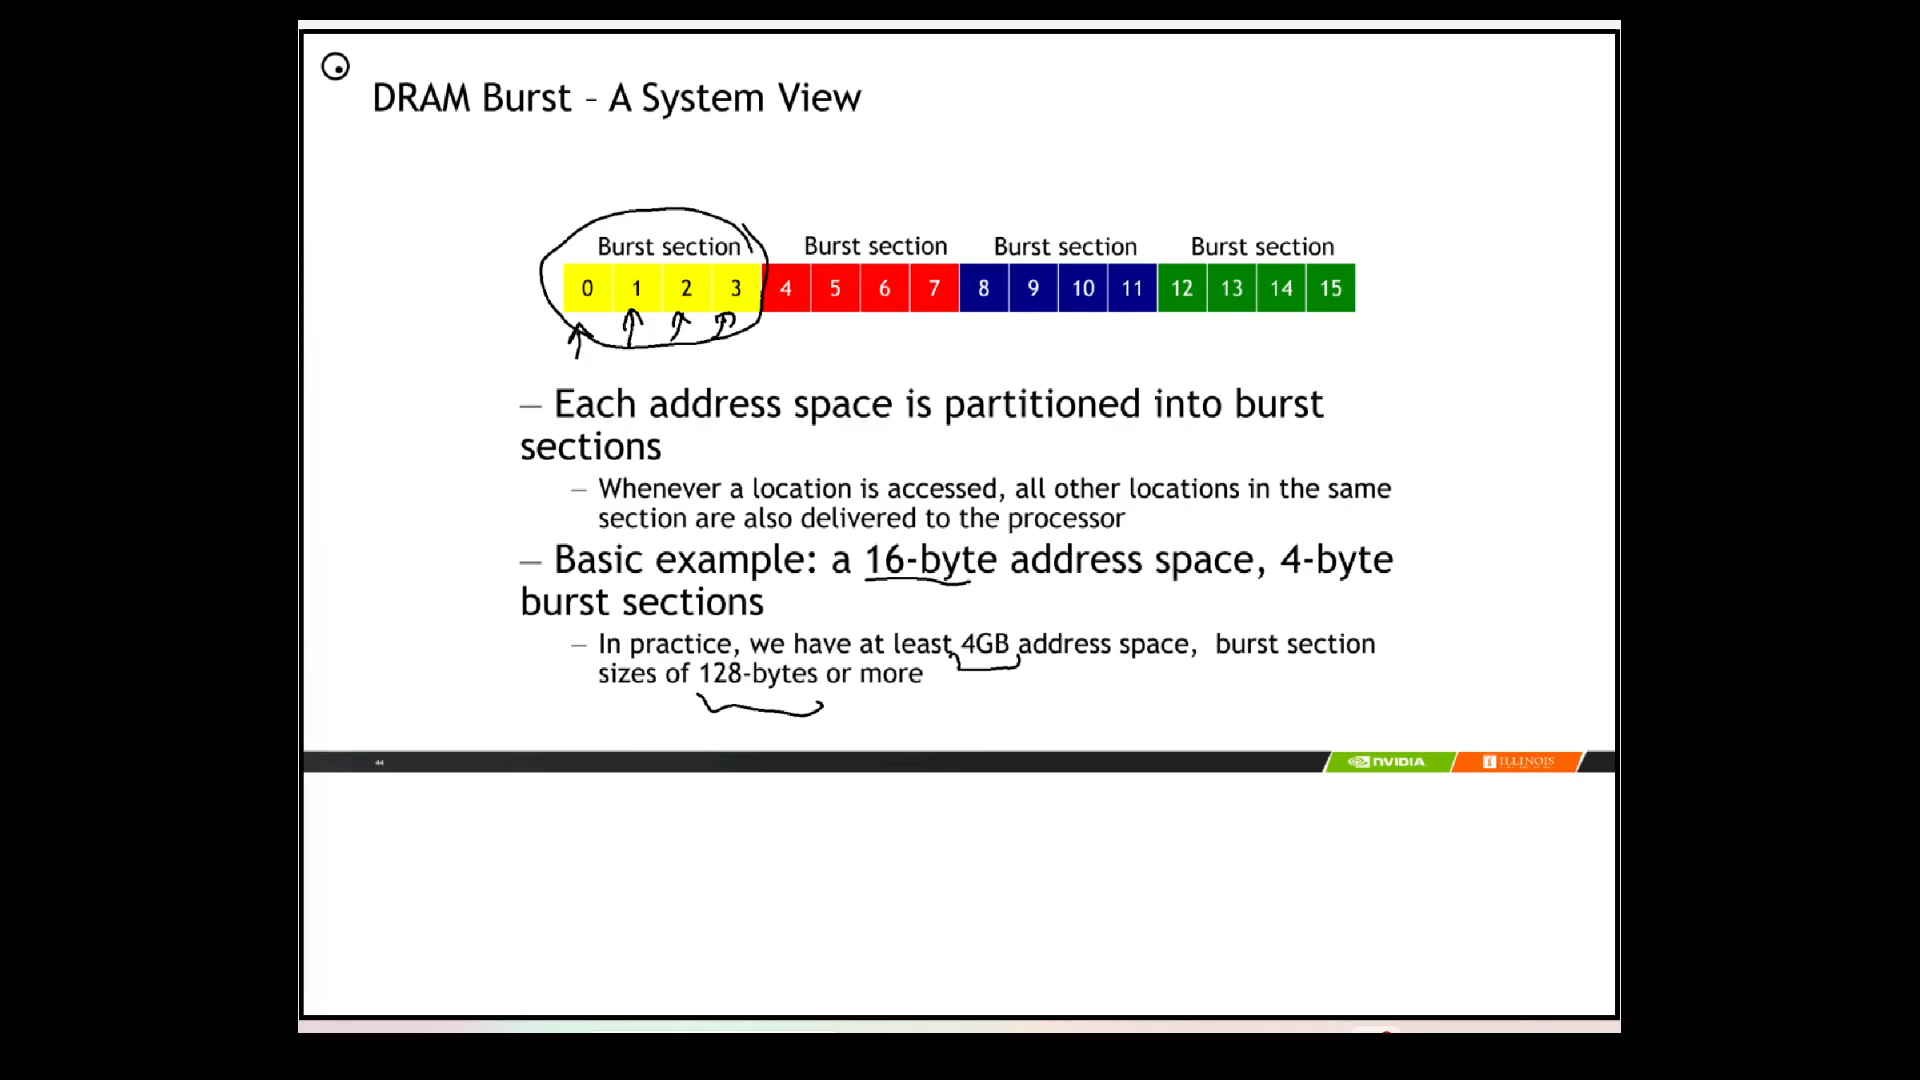 DRAM Burst – A System View
Burst section Burst section Burst section Burst section
0 1 2 3 4 5 6 7 8 9 10 11 12 13 14 15
– Each address space is partitioned into burst
sections
– Whenever a location is accessed, all other locations in the same
section are also delivered to the processor
– Basic example: a 16-byte address space, 4-byte
burst sections
– In practice, we have at least 4GB address space, burst section
sizes of 128-bytes or more
44
NVIDIA
I ILLINOIS